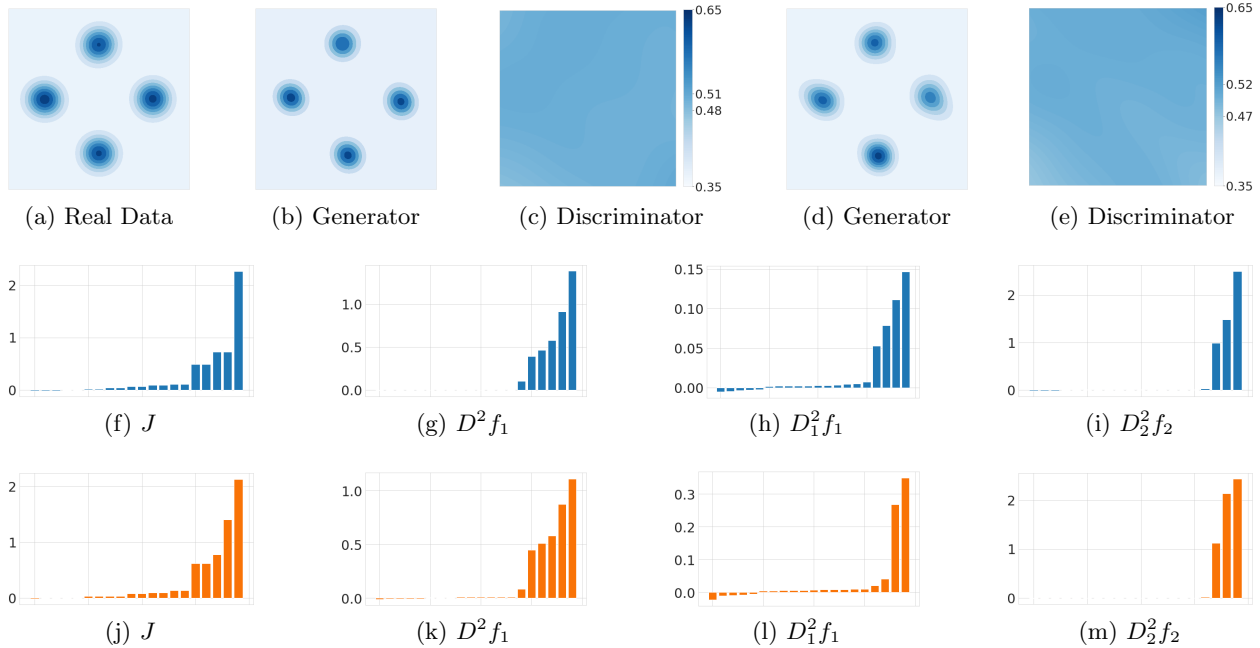 0.65
0.51
0.48
0.35
0.65
0.52
0.47
0.35
(a) Real Data
(b) Generator
(c) Discriminator
(d) Generator
(e) Discriminator
2
1
0
1.0
0.5
0.0
0.15
0.10
0.05
0.00
2
1
0
(f) J
(g) D²f₁
(h) D₁²f₁
(i) D₂²f₂
2
1
0
1.0
0.5
0.0
0.3
0.2
0.1
0.0
2
1
0
(j) J
(k) D²f₁
(l) D₁²f₁
(m) D₂²f₂